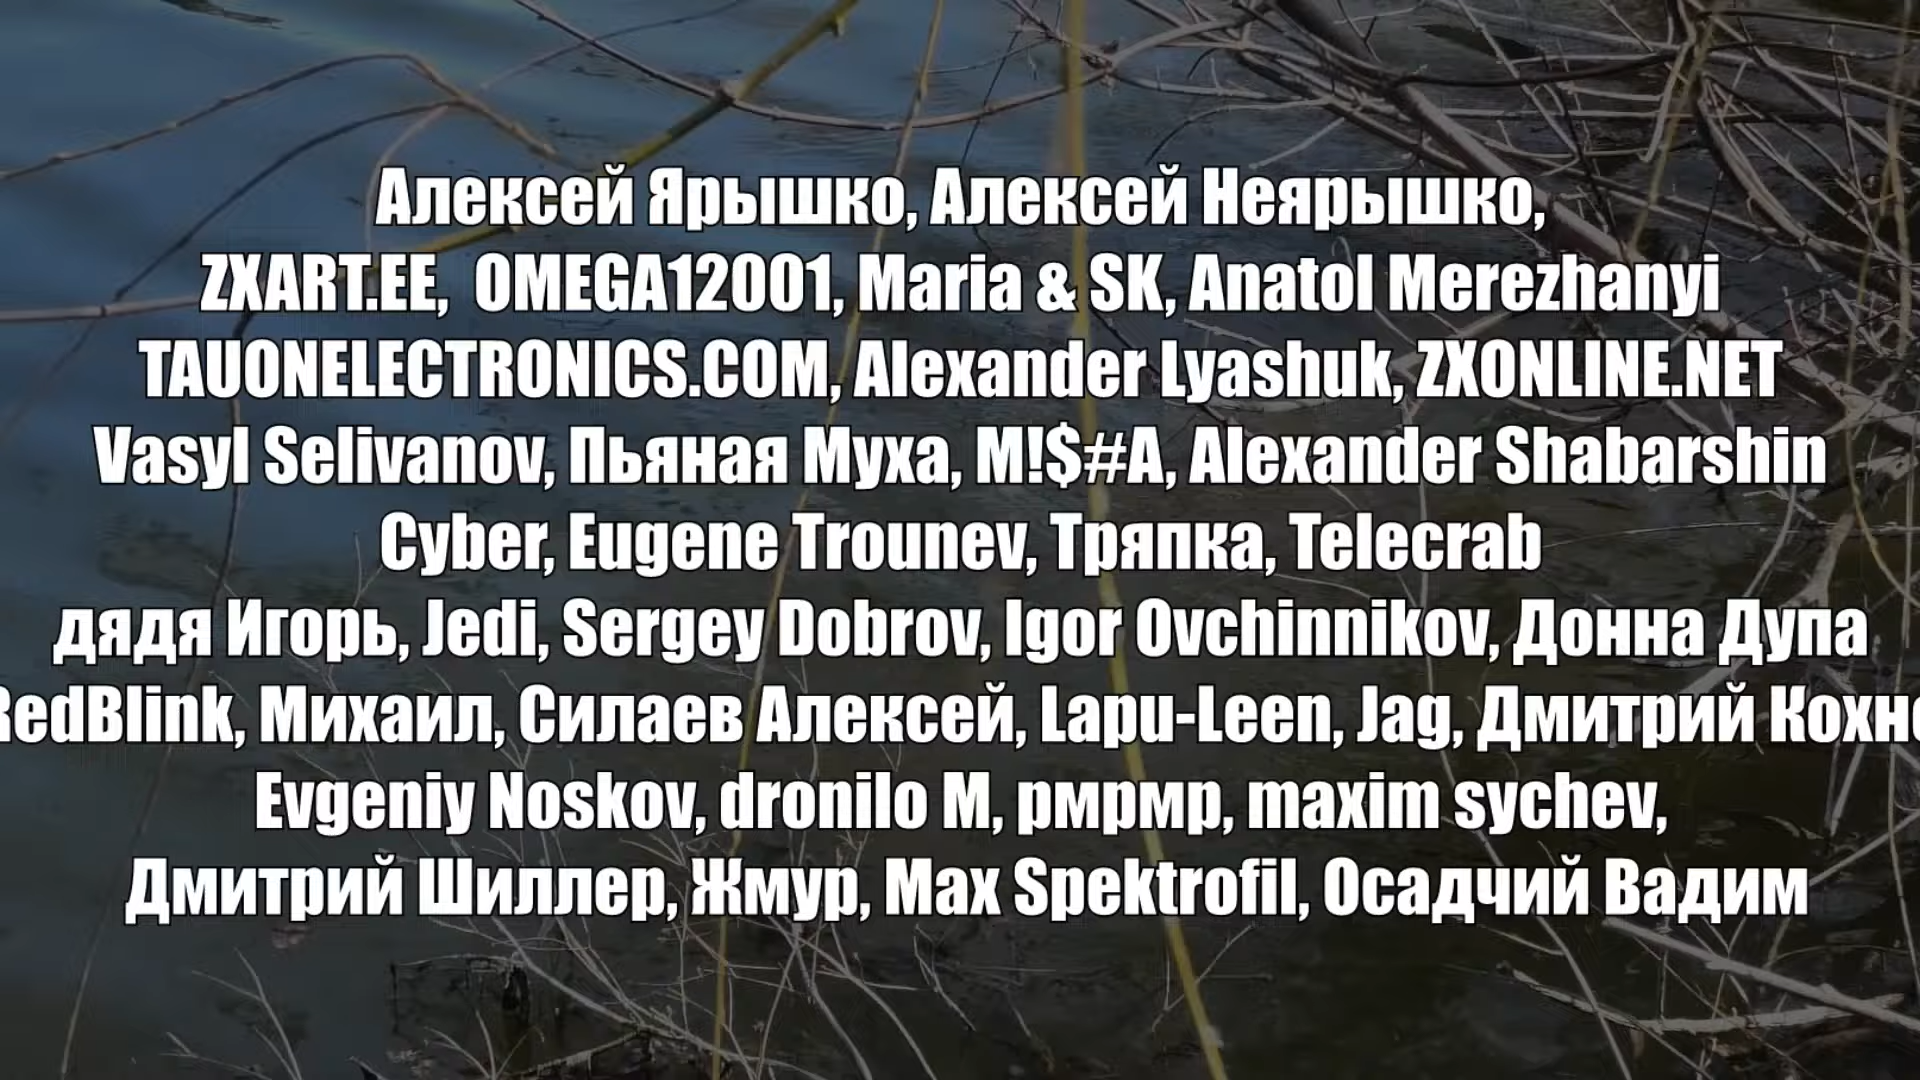 Алексей Ярышко, Алексей Неярышко,
ZXART.EE, OMEGA12001, Maria & SK, Anatol Merezhanyi
TAUONELECTRONICS.COM, Alexander Lyashuk, ZXONLINE.NET
Vasyl Selivanov, Пьяная Муха, M!$#A, Alexander Shabarshin
Cyber, Eugene Trounev, Тряпка, Telecrab
дядя Игорь, Jedi, Sergey Dobrov, Igor Ovchinnikov, Донна Дупа
RedBlink, Михаил, Силаев Алексей, Lapu-Leen, Jag, Дмитрий
Evgeniy Noskov, dronilo M, рмрмр, maxim sychev,
Дмитрий Шиллер, Жмур, Max Spektrofil, Осадчий Вадим